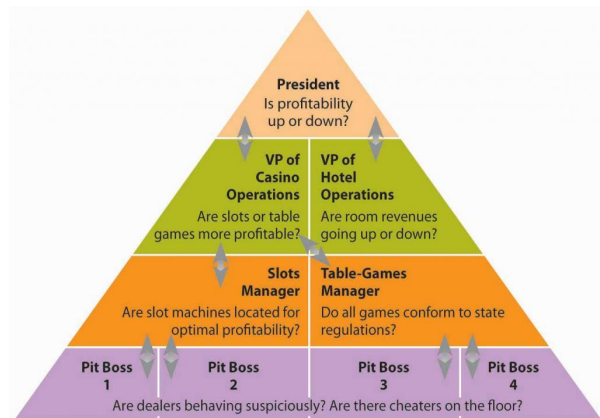 President
Is profitability
up or down?
VP of
Casino
Operations
Are slots or table
games more profitable?
VP of
Hotel
Operations
Are room revenues
going up or down?
Slots
Manager
Are slot machines located for
optimal profitability?
Table-Games
Manager
Do all games conform to state
regulations?
Pit Boss
1
Pit Boss
2
Pit Boss
3
Pit Boss
4
Are dealers behaving suspiciously? Are there cheaters on the floor?